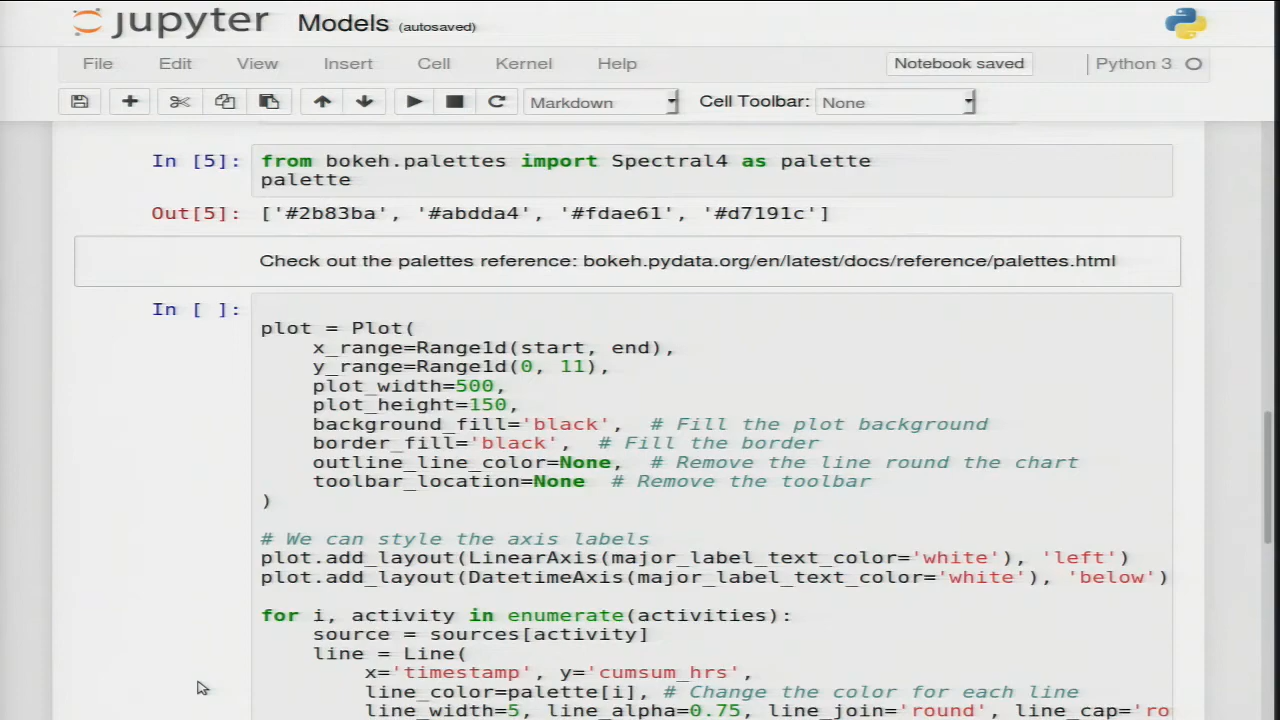 jupyter Models (autosaved)
File Edit View Insert Cell Kernel Help Notebook saved Python 3
Markdown Cell Toolbar: None
In [5]: from bokeh.palettes import Spectral4 as palette
palette
Out[5]: ['#2b83ba', '#abdda4', '#fdae61', '#d7191c']
Check out the palettes reference: bokeh.pydata.org/en/latest/docs/reference/palettes.html
In [ ]:
plot = Plot(
x_range=Range1d(start, end),
y_range=Range1d(0, 11),
plot_width=500,
plot_height=150,
background_fill='black', # Fill the plot background
border_fill='black', # Fill the border
outline_line_color=None, # Remove the line round the chart
toolbar_location=None # Remove the toolbar
)
# We can style the axis labels
plot.add_layout(LinearAxis(major_label_text_color='white'), 'left')
plot.add_layout(DatetimeAxis(major_label_text_color='white'), 'below')
for i, activity in enumerate(activities):
source = sources[activity]
line = Line(
x='timestamp', y='cumsum_hrs',
line_color=palette[i], # Change the color for each line
line_width=5, line_alpha=0.75, line_join='round', line_cap='ro